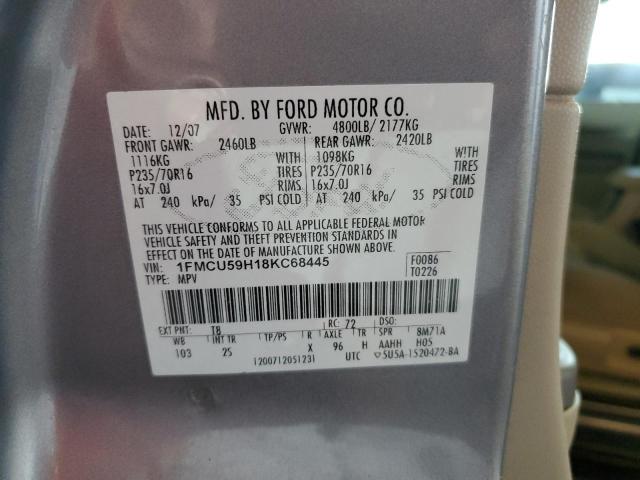 MFD. BY FORD MOTOR CO.
DATE: 12/07 GVWR: 4800LB/ 2177KG
FRONT GAWR: 2460LB REAR GAWR: 2420LB
1116KG WITH 1098KG WITH
P235/70R16 TIRES P235/70R16 TIRES
16x7.0J RIMS 16x7.0J RIMS
AT 240 kPa/ 35 PSI COLD AT 240 kPa/ 35 PSI COLD
THIS VEHICLE CONFORMS TO ALL APPLICABLE FEDERAL MOTOR
VEHICLE SAFETY AND THEFT PREVENTION STANDARDS IN
EFFECT ON THE DATE OF MANUFACTURE SHOWN ABOVE.
VIN: 1FMCU59H18KC68445 F0086
TYPE: MPV T0226
EXT PNT: T8 RC: 72 DSO:
WB INT TR TP/PS R AXLE TR SPR 8M71A
103 25 X 96 H AAHH H05
1200712051231 UTC 5U5A-1520472-BA